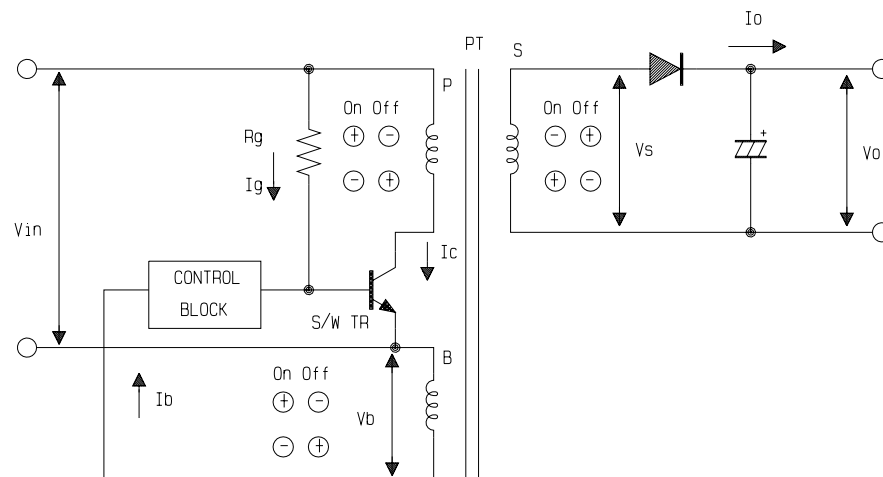 Io
PT
S
P
On Off
+ −
− +
Rg
Ig
Vin
Ic
CONTROL
BLOCK
S/W TR
B
On Off
+ −
− +
Ib
Vb
On Off
− +
+ −
Vs
+
Vo